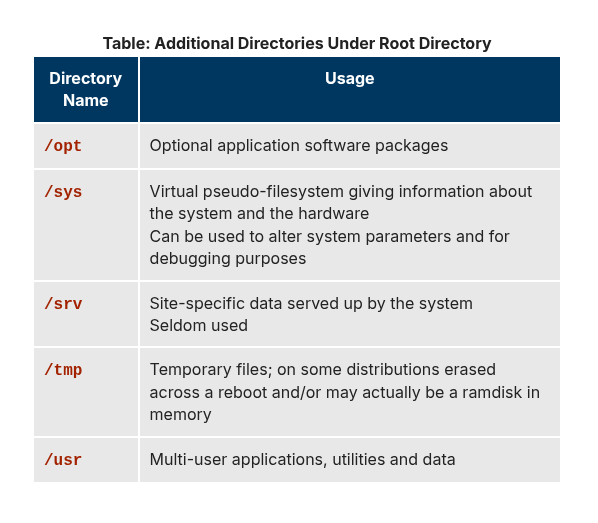 Table: Additional Directories Under Root Directory
Directory
Name
Usage
/opt
Optional application software packages
/sys
Virtual pseudo-filesystem giving information about
the system and the hardware
Can be used to alter system parameters and for
debugging purposes
/srv
Site-specific data served up by the system
Seldom used
/tmp
Temporary files; on some distributions erased
across a reboot and/or may actually be a ramdisk in
memory
/usr
Multi-user applications, utilities and data